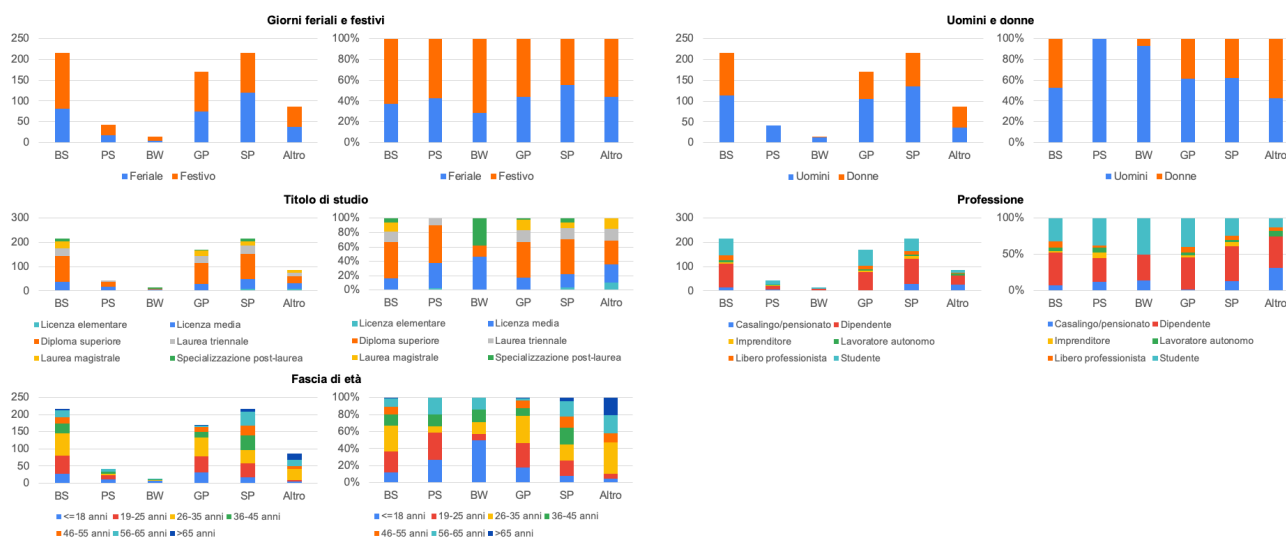 Giorni feriali e festivi
250 100%
200 80%
150 60%
100 40%
50 20%
0 0%
BS PS BW GP SP Altro BS PS BW GP SP Altro
Feriale Festivo Feriale Festivo
Uomini e donne
250 100%
200 80%
150 60%
100 40%
50 20%
0 0%
BS PS BW GP SP Altro BS PS BW GP SP Altro
Uomini Donne Uomini Donne
Titolo di studio
300 100%
80%
200 60%
100 40%
20%
0 0%
BS PS BW GP SP Altro BS PS BW GP SP Altro
Licenza elementare Licenza media Licenza elementare Licenza media
Diploma superiore Laurea triennale Diploma superiore Laurea triennale
Laurea magistrale Specializzazione post-laurea Laurea magistrale Specializzazione post-laurea
Professione
300 100%
200
50%
100
0 0%
BS PS BW GP SP Altro BS PS BW GP SP Altro
Casalingo/pensionato Dipendente Casalingo/pensionato Dipendente
Imprenditore Lavoratore autonomo Imprenditore Lavoratore autonomo
Libero professionista Studente Libero professionista Studente
Fascia di età
250 100%
200 80%
150 60%
100 40%
50 20%
0 0%
BS PS BW GP SP Altro BS PS BW GP SP Altro
<=18 anni 19-25 anni 26-35 anni 36-45 anni <=18 anni 19-25 anni 26-35 anni 36-45 anni
46-55 anni 56-65 anni >65 anni 46-55 anni 56-65 anni >65 anni